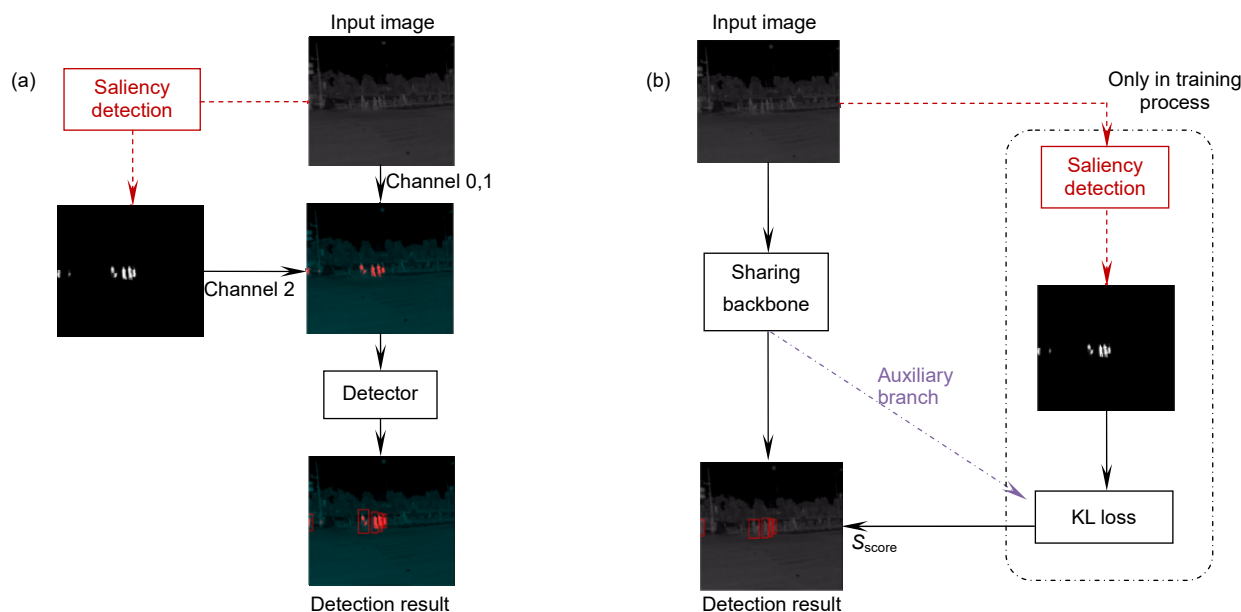 (a)
Input image
Saliency
detection
Channel 0,1
Channel 2
Detector
Detection result
(b)
Input image
Only in training
process
Saliency
detection
Sharing
backbone
Auxiliary
branch
KL loss
Sscore
Detection result